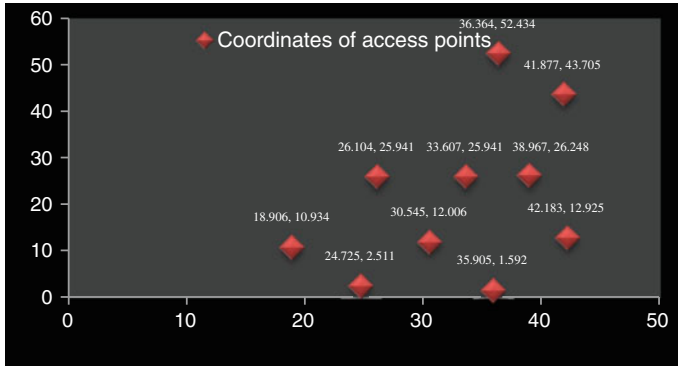 60
36.364, 52.434
Coordinates of access points
50
41.877, 43.705
40
30
26.104, 25.941 33.607, 25.941 38.967, 26.248
20
18.906, 10.934 30.545, 12.006 42.183, 12.925
10
24.725, 2.511 35.905, 1.592
0
0 10 20 30 40 50